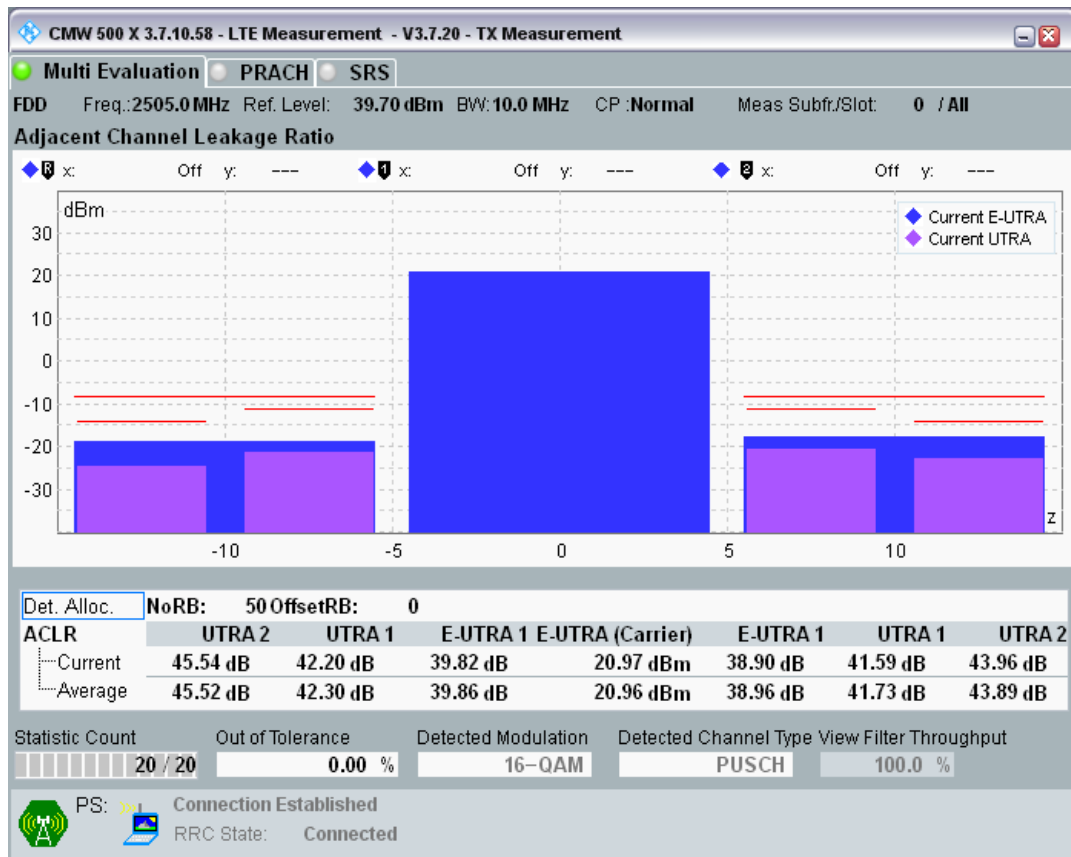 CMW 500 X 3.7.10.58 - LTE Measurement - V3.7.20 - TX Measurement
Multi Evaluation PRACH SRS
FDD Freq.:2505.0 MHz Ref. Level: 39.70 dBm BW:10.0 MHz CP :Normal Meas Subfr./Slot: 0 / All
Adjacent Channel Leakage Ratio
R x: Off y: --- 1 x: Off y: --- 2 x: Off y: ---
dBm
Current E-UTRA
Current UTRA
30
20
10
0
-10
-20
-30
z
-10 -5 0 5 10
Det. Alloc. NoRB: 50 OffsetRB: 0
ACLR UTRA 2 UTRA 1 E-UTRA 1 E-UTRA (Carrier) E-UTRA 1 UTRA 1 UTRA 2
Current 45.54 dB 42.20 dB 39.82 dB 20.97 dBm 38.90 dB 41.59 dB 43.96 dB
Average 45.52 dB 42.30 dB 39.86 dB 20.96 dBm 38.96 dB 41.73 dB 43.89 dB
Statistic Count Out of Tolerance Detected Modulation Detected Channel Type View Filter Throughput
20 / 20 0.00 % 16-QAM PUSCH 100.0 %
PS: Connection Established
RRC State: Connected